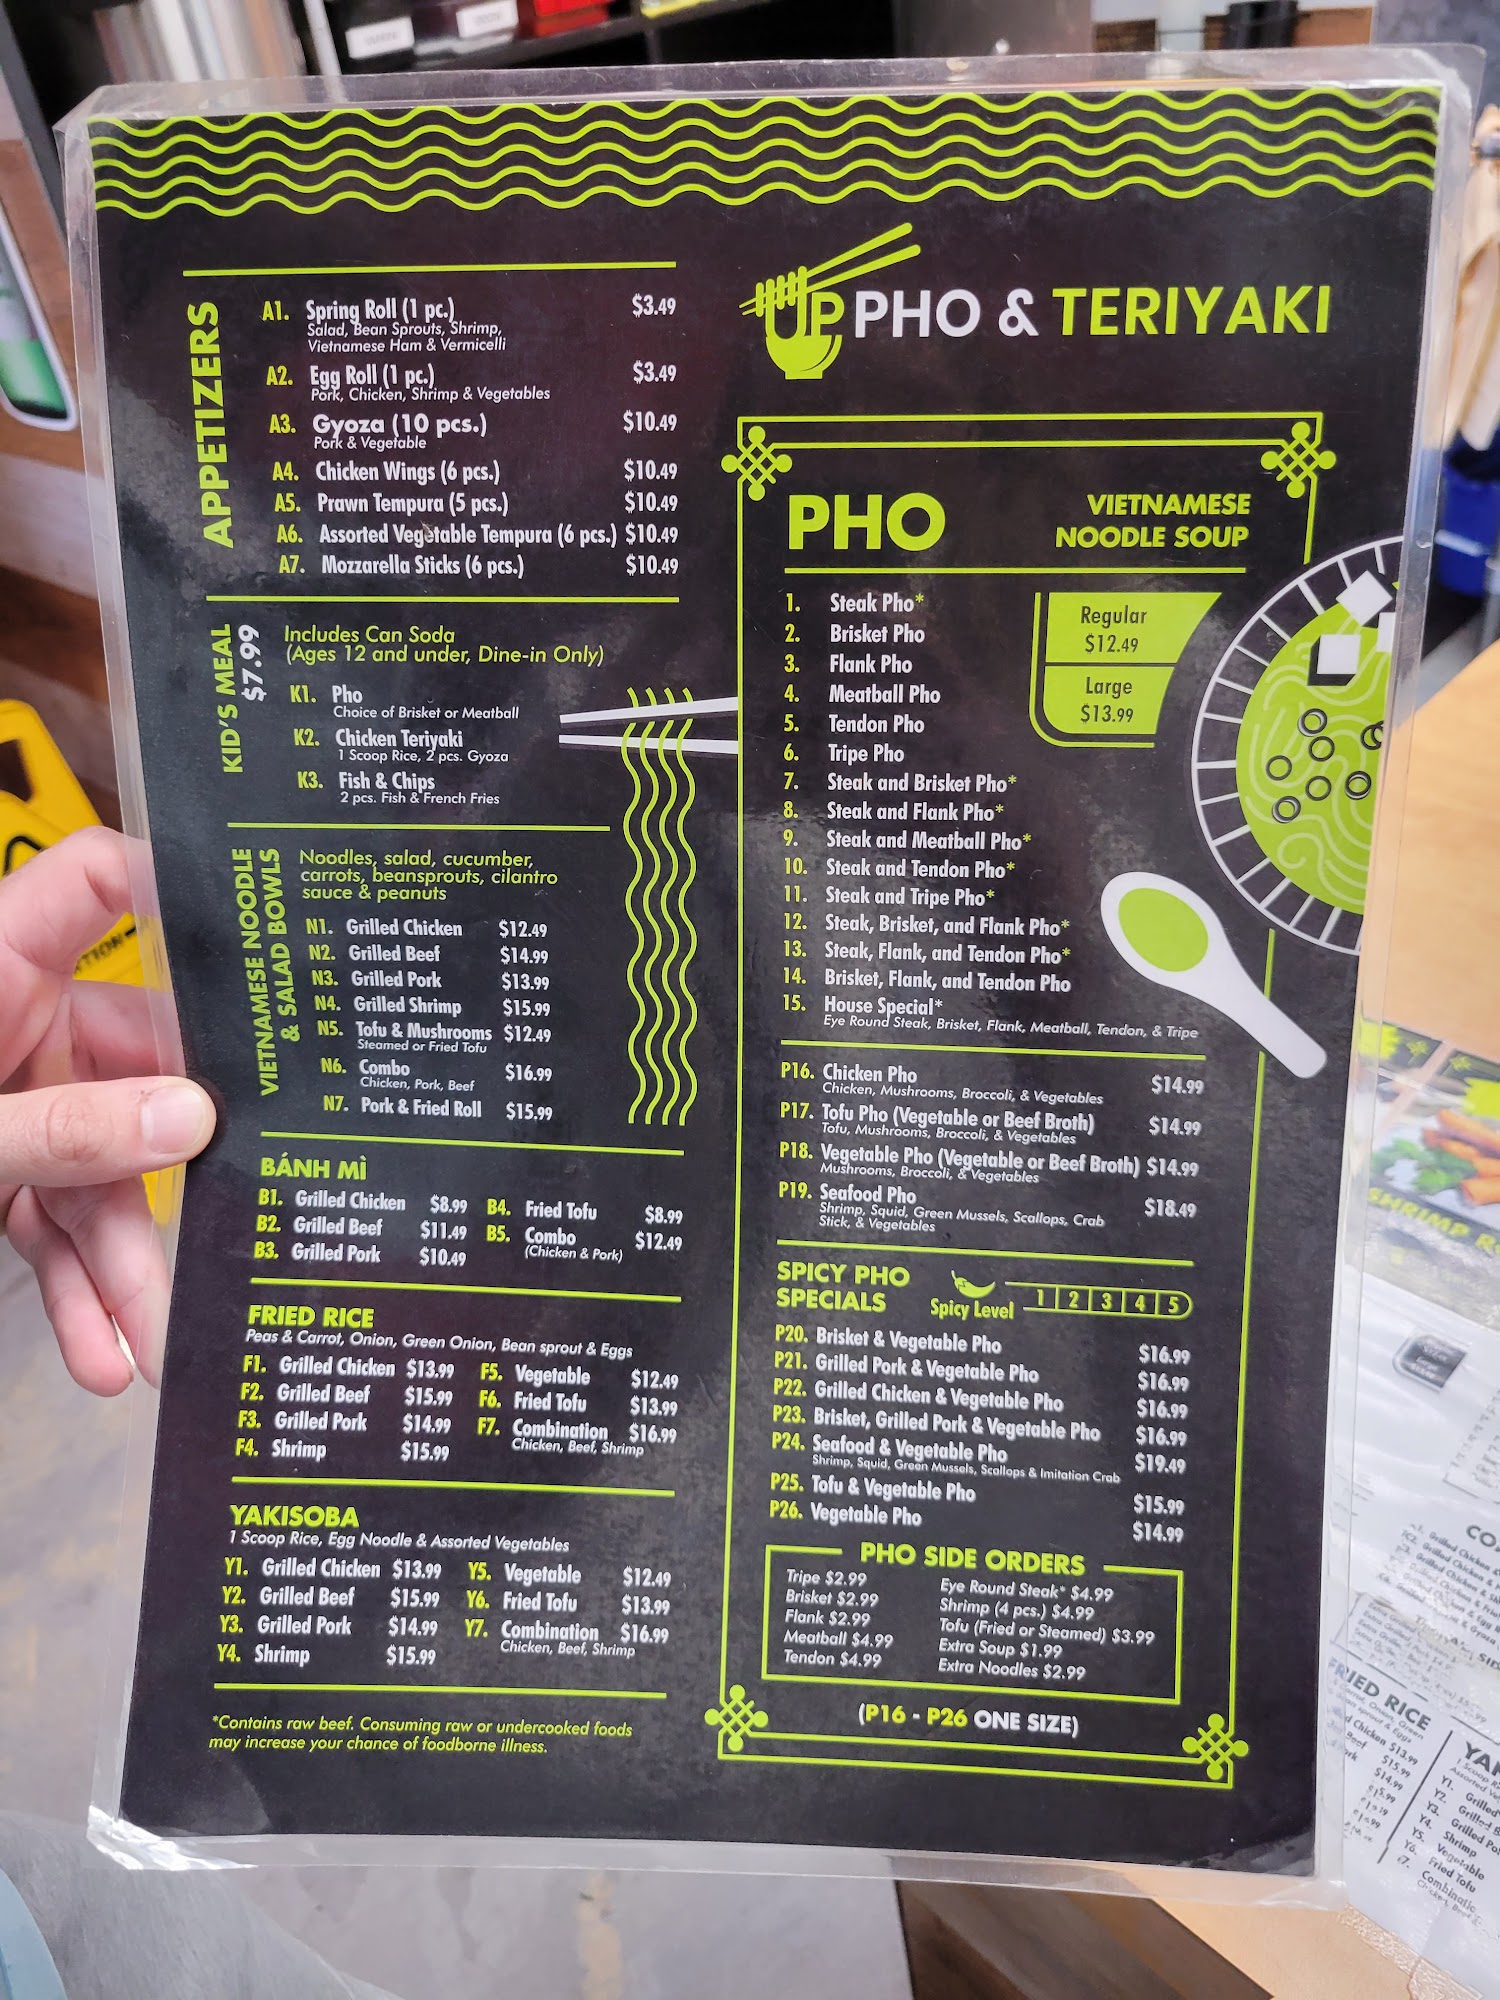 APPETIZERS
A1. Spring Roll (1 pc.) $3.49
Salad, Bean Sprouts, Shrimp,
Vietnamese Ham & Vermicelli
A2. Egg Roll (1 pc.) $3.49
Pork, Chicken, Shrimp & Vegetables
A3. Gyoza (10 pcs.) $10.49
Pork & Vegetable
A4. Chicken Wings (6 pcs.) $10.49
A5. Prawn Tempura (5 pcs.) $10.49
A6. Assorted Vegetable Tempura (6 pcs.) $10.49
A7. Mozzarella Sticks (6 pcs.) $10.49
KID'S MEAL
$7.99
Includes Can Soda
(Ages 12 and under, Dine-in Only)
K1. Pho
Choice of Brisket or Meatball
K2. Chicken Teriyaki
1 Scoop Rice, 2 pcs. Gyoza
K3. Fish & Chips
2 pcs. Fish & French Fries
VIETNAMESE NOODLE
& SALAD BOWLS
Noodles, salad, cucumber,
carrots, beansprouts, cilantro
sauce & peanuts
N1. Grilled Chicken $12.49
N2. Grilled Beef $14.99
N3. Grilled Pork $13.99
N4. Grilled Shrimp $15.99
N5. Tofu & Mushrooms $12.49
Steamed or Fried Tofu
N6. Combo $16.99
Chicken, Pork, Beef
N7. Pork & Fried Roll $15.99
BÁNH MÌ
B1. Grilled Chicken $8.99
B2. Grilled Beef $11.49
B3. Grilled Pork $10.49
B4. Fried Tofu $8.99
B5. Combo $12.49
(Chicken & Pork)
FRIED RICE
Peas & Carrot, Onion, Green Onion, Bean sprout & Eggs
F1. Grilled Chicken $13.99
F2. Grilled Beef $15.99
F3. Grilled Pork $14.99
F4. Shrimp $15.99
F5. Vegetable $12.49
F6. Fried Tofu $13.99
F7. Combination $16.99
Chicken, Beef, Shrimp
YAKISOBA
1 Scoop Rice, Egg Noodle & Assorted Vegetables
Y1. Grilled Chicken $13.99
Y2. Grilled Beef $15.99
Y3. Grilled Pork $14.99
Y4. Shrimp $15.99
Y5. Vegetable $12.49
Y6. Fried Tofu $13.99
Y7. Combination $16.99
Chicken, Beef, Shrimp
*Contains raw beef. Consuming raw or undercooked foods
may increase your chance of foodborne illness.
UP PHO & TERIYAKI
PHO
VIETNAMESE
NOODLE SOUP
Regular
$12.49
Large
$13.99
1. Steak Pho*
2. Brisket Pho
3. Flank Pho
4. Meatball Pho
5. Tendon Pho
6. Tripe Pho
7. Steak and Brisket Pho*
8. Steak and Flank Pho*
9. Steak and Meatball Pho*
10. Steak and Tendon Pho*
11. Steak and Tripe Pho*
12. Steak, Brisket, and Flank Pho*
13. Steak, Flank, and Tendon Pho*
14. Brisket, Flank, and Tendon Pho
15. House Special*
Eye Round Steak, Brisket, Flank, Meatball, Tendon, & Tripe
P16. Chicken Pho $14.99
Chicken, Mushrooms, Broccoli, & Vegetables
P17. Tofu Pho (Vegetable or Beef Broth) $14.99
Tofu, Mushrooms, Broccoli, & Vegetables
P18. Vegetable Pho (Vegetable or Beef Broth) $14.99
Mushrooms, Broccoli, & Vegetables
P19. Seafood Pho $18.49
Shrimp, Squid, Green Mussels, Scallops, Crab
Stick, & Vegetables
SPICY PHO
SPECIALS
Spicy Level 1 2 3 4 5
P20. Brisket & Vegetable Pho $16.99
P21. Grilled Pork & Vegetable Pho $16.99
P22. Grilled Chicken & Vegetable Pho $16.99
P23. Brisket, Grilled Pork & Vegetable Pho $16.99
P24. Seafood & Vegetable Pho $19.49
Shrimp, Squid, Green Mussels, Scallops & Imitation Crab
P25. Tofu & Vegetable Pho $15.99
P26. Vegetable Pho $14.99
PHO SIDE ORDERS
Tripe $2.99
Brisket $2.99
Flank $2.99
Meatball $4.99
Tendon $4.99
Eye Round Steak* $4.99
Shrimp (4 pcs.) $4.99
Tofu (Fried or Steamed) $3.99
Extra Soup $1.99
Extra Noodles $2.99
(P16 - P26 ONE SIZE)
SHRIMP
FRIED RICE
Chicken $13.99
Beef $15.99
$14.99
Y1. Grilled
Y2. Grilled
Y3. Grilled
Y4. Shrimp
Y5. Vegetable
Y6. Fried Tofu